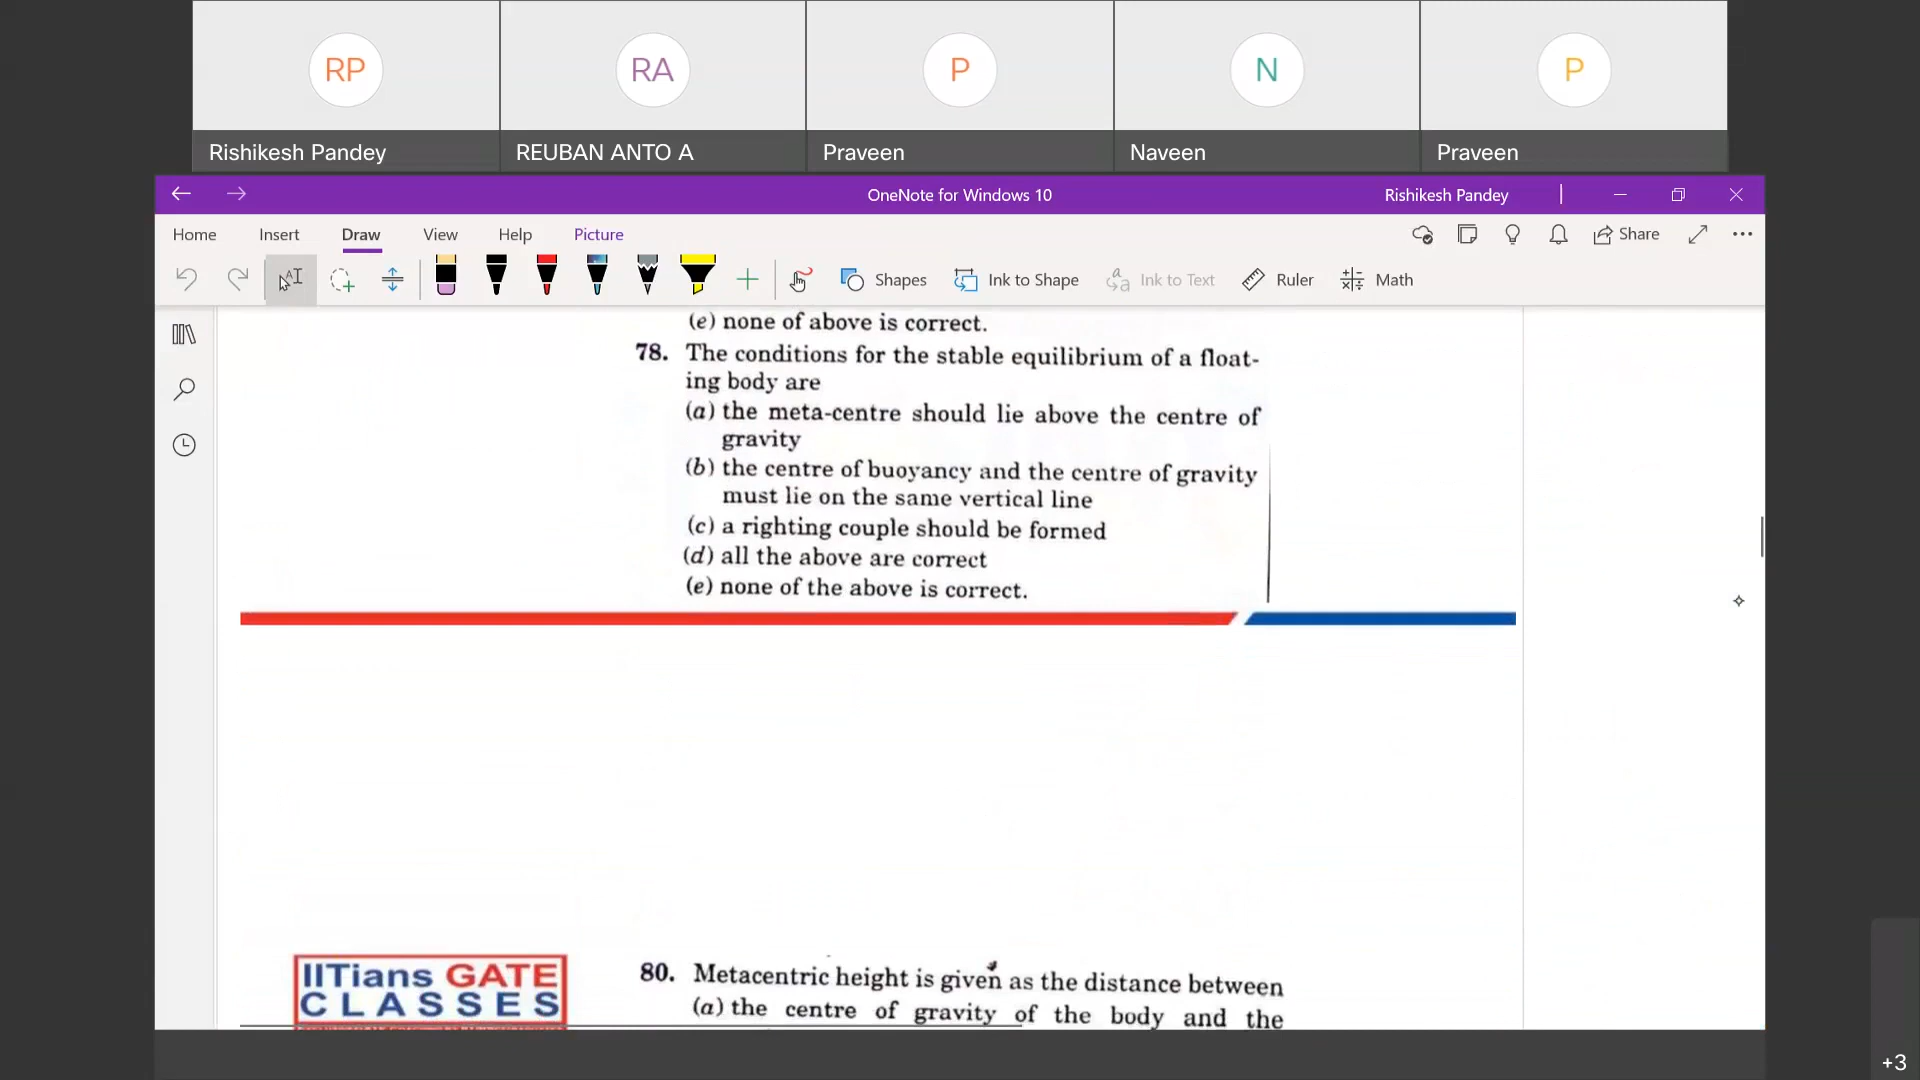 RP
RA
P
N
P
Rishikesh Pandey
REUBAN ANTO A
Praveen
Naveen
Praveen
OneNote for Windows 10
Rishikesh Pandey
Home Insert Draw View Help Picture
Share
Shapes
Ink to Shape
Ink to Text
Ruler
Math
(e) none of above is correct.
78. The conditions for the stable equilibrium of a float-
ing body are
(a) the meta-centre should lie above the centre of
gravity
(b) the centre of buoyancy and the centre of gravity
must lie on the same vertical line
(c) a righting couple should be formed
(d) all the above are correct
(e) none of the above is correct.
IITians GATE
CLASSES
80. Metacentric height is given as the distance between
(a) the centre of gravity of the body and the
+3